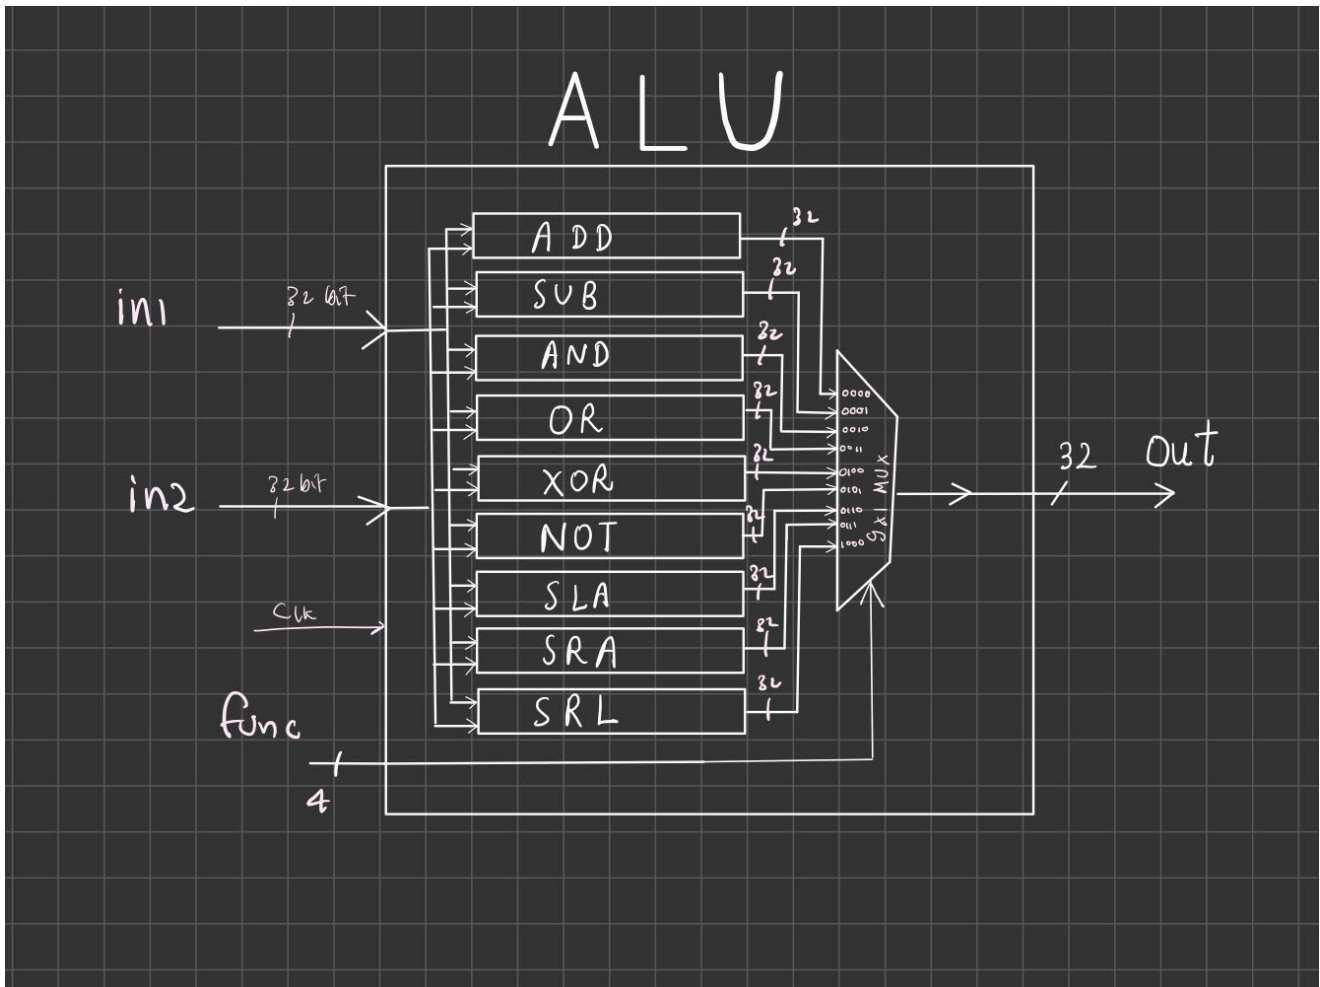 ALU
in1
32 bit
in2
32 bit
Clk
func
4
ADD
SUB
AND
OR
XOR
NOT
SLA
SRA
SRL
32
32
32
32
32
32
32
32
32
0000
0001
0010
0011
0100
0101
0110
0111
1000
9x1 MUX
32
Out